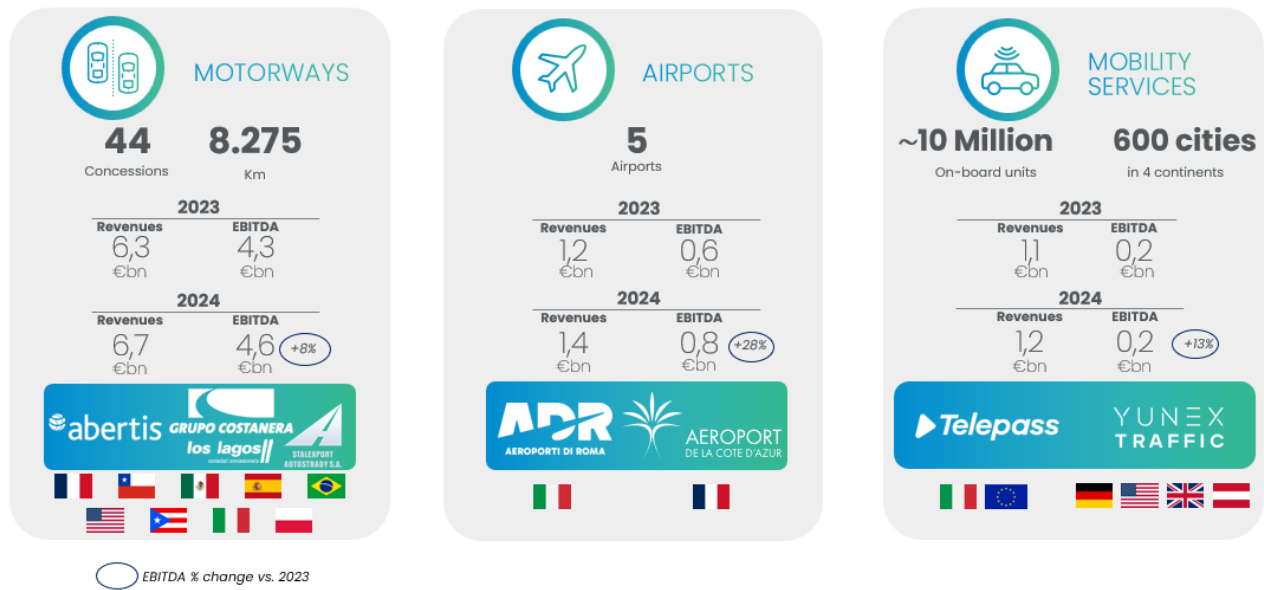 MOTORWAYS
44
Concessions
8.275
Km
2023
Revenues EBITDA
6,3 4,3
€bn €bn
2024
Revenues EBITDA
6,7 4,6 +8%
€bn €bn
abertis
GRUPO COSTANERA
los lagos
sociedad concesionaria
STALEXPORT
AUTOSTRADY S.A.
AIRPORTS
5
Airports
2023
Revenues EBITDA
1,2 0,6
€bn €bn
2024
Revenues EBITDA
1,4 0,8 +28%
€bn €bn
ADR
AEROPORTI DI ROMA
AEROPORT
DE LA COTE D'AZUR
MOBILITY
SERVICES
~10 Million
On-board units
600 cities
in 4 continents
2023
Revenues EBITDA
1,1 0,2
€bn €bn
2024
Revenues EBITDA
1,2 0,2 +13%
€bn €bn
Telepass
YUNEX
TRAFFIC
EBITDA % change vs. 2023